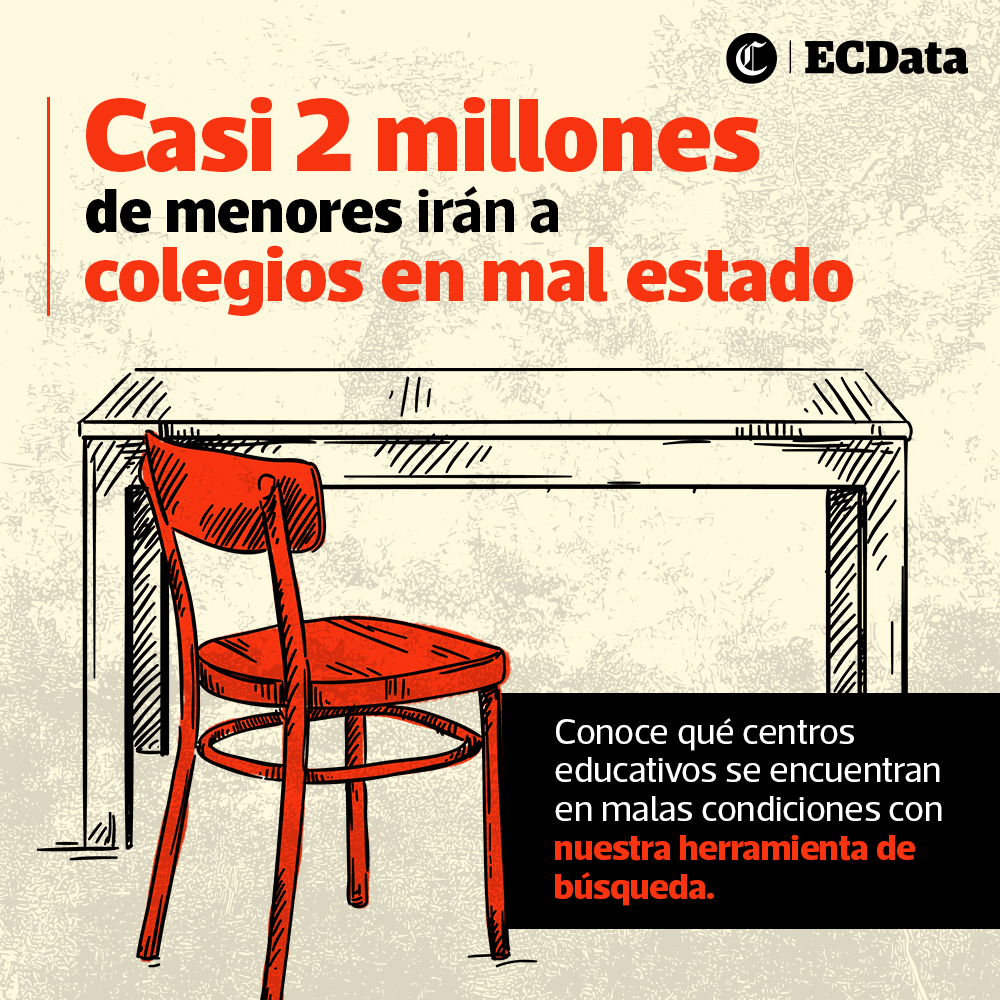 C | ECData
Casi 2 millones
de menores irán a
colegios en mal estado
Conoce qué centros
educativos se encuentran
en malas condiciones con
nuestra herramienta de
búsqueda.